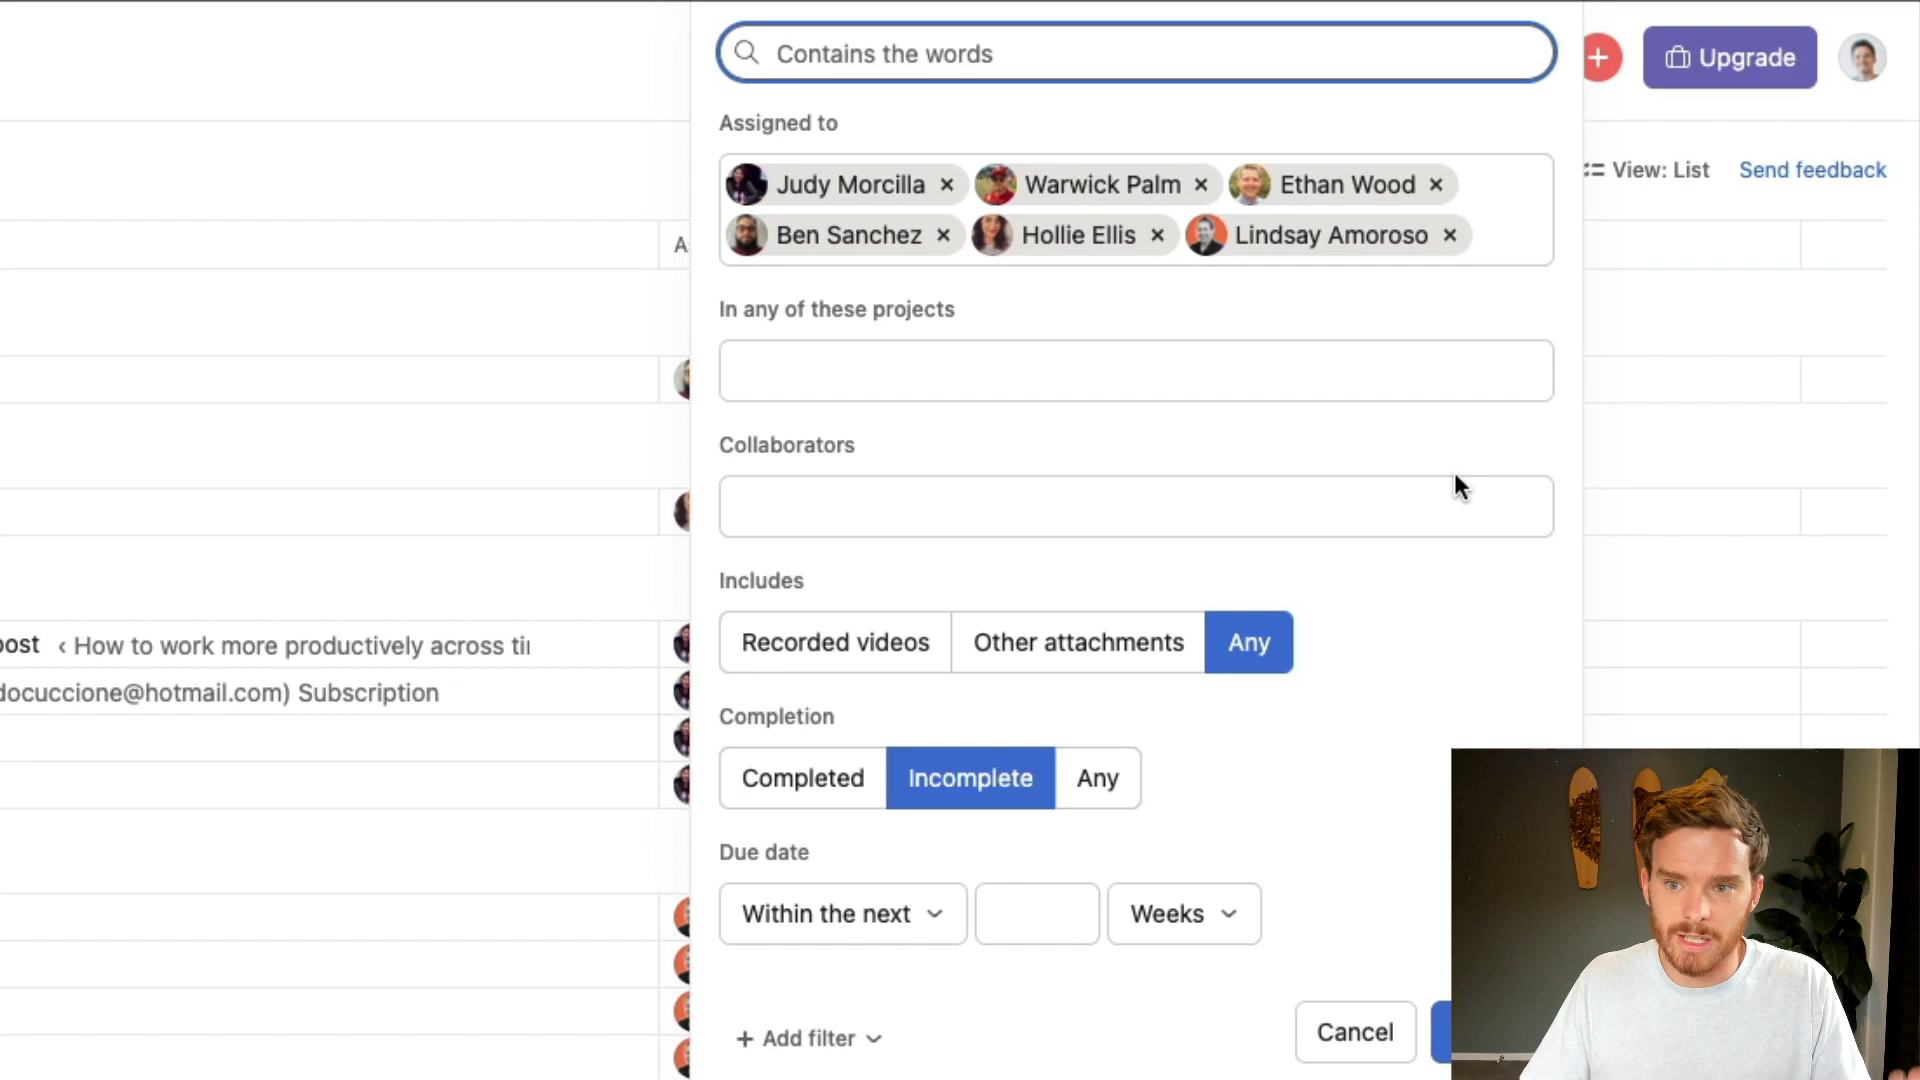 Contains the words
Upgrade
Assigned to
Judy Morcilla × Warwick Palm × Ethan Wood ×
View: List Send feedback
Ben Sanchez × Hollie Ellis × Lindsay Amoroso ×
In any of these projects
Collaborators
Includes
Recorded videos Other attachments Any
‹ How to work more productively across
docuccione@hotmail.com) Subscription
Completion
Completed Incomplete Any
Due date
Within the next Weeks
+ Add filter Cancel